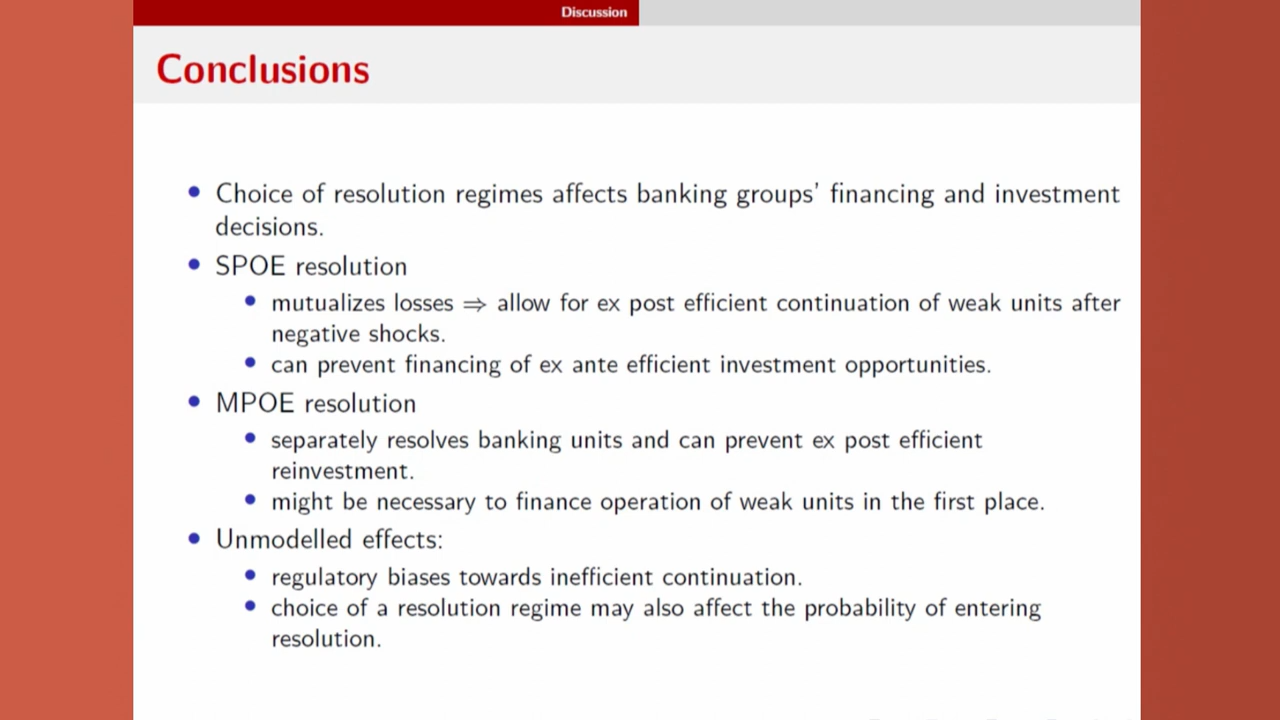 Discussion
Conclusions
• Choice of resolution regimes affects banking groups' financing and investment
decisions.
• SPOE resolution
• mutualizes losses ⇒ allow for ex post efficient continuation of weak units after
negative shocks.
• can prevent financing of ex ante efficient investment opportunities.
• MPOE resolution
• separately resolves banking units and can prevent ex post efficient
reinvestment.
• might be necessary to finance operation of weak units in the first place.
• Unmodelled effects:
• regulatory biases towards inefficient continuation.
• choice of a resolution regime may also affect the probability of entering
resolution.